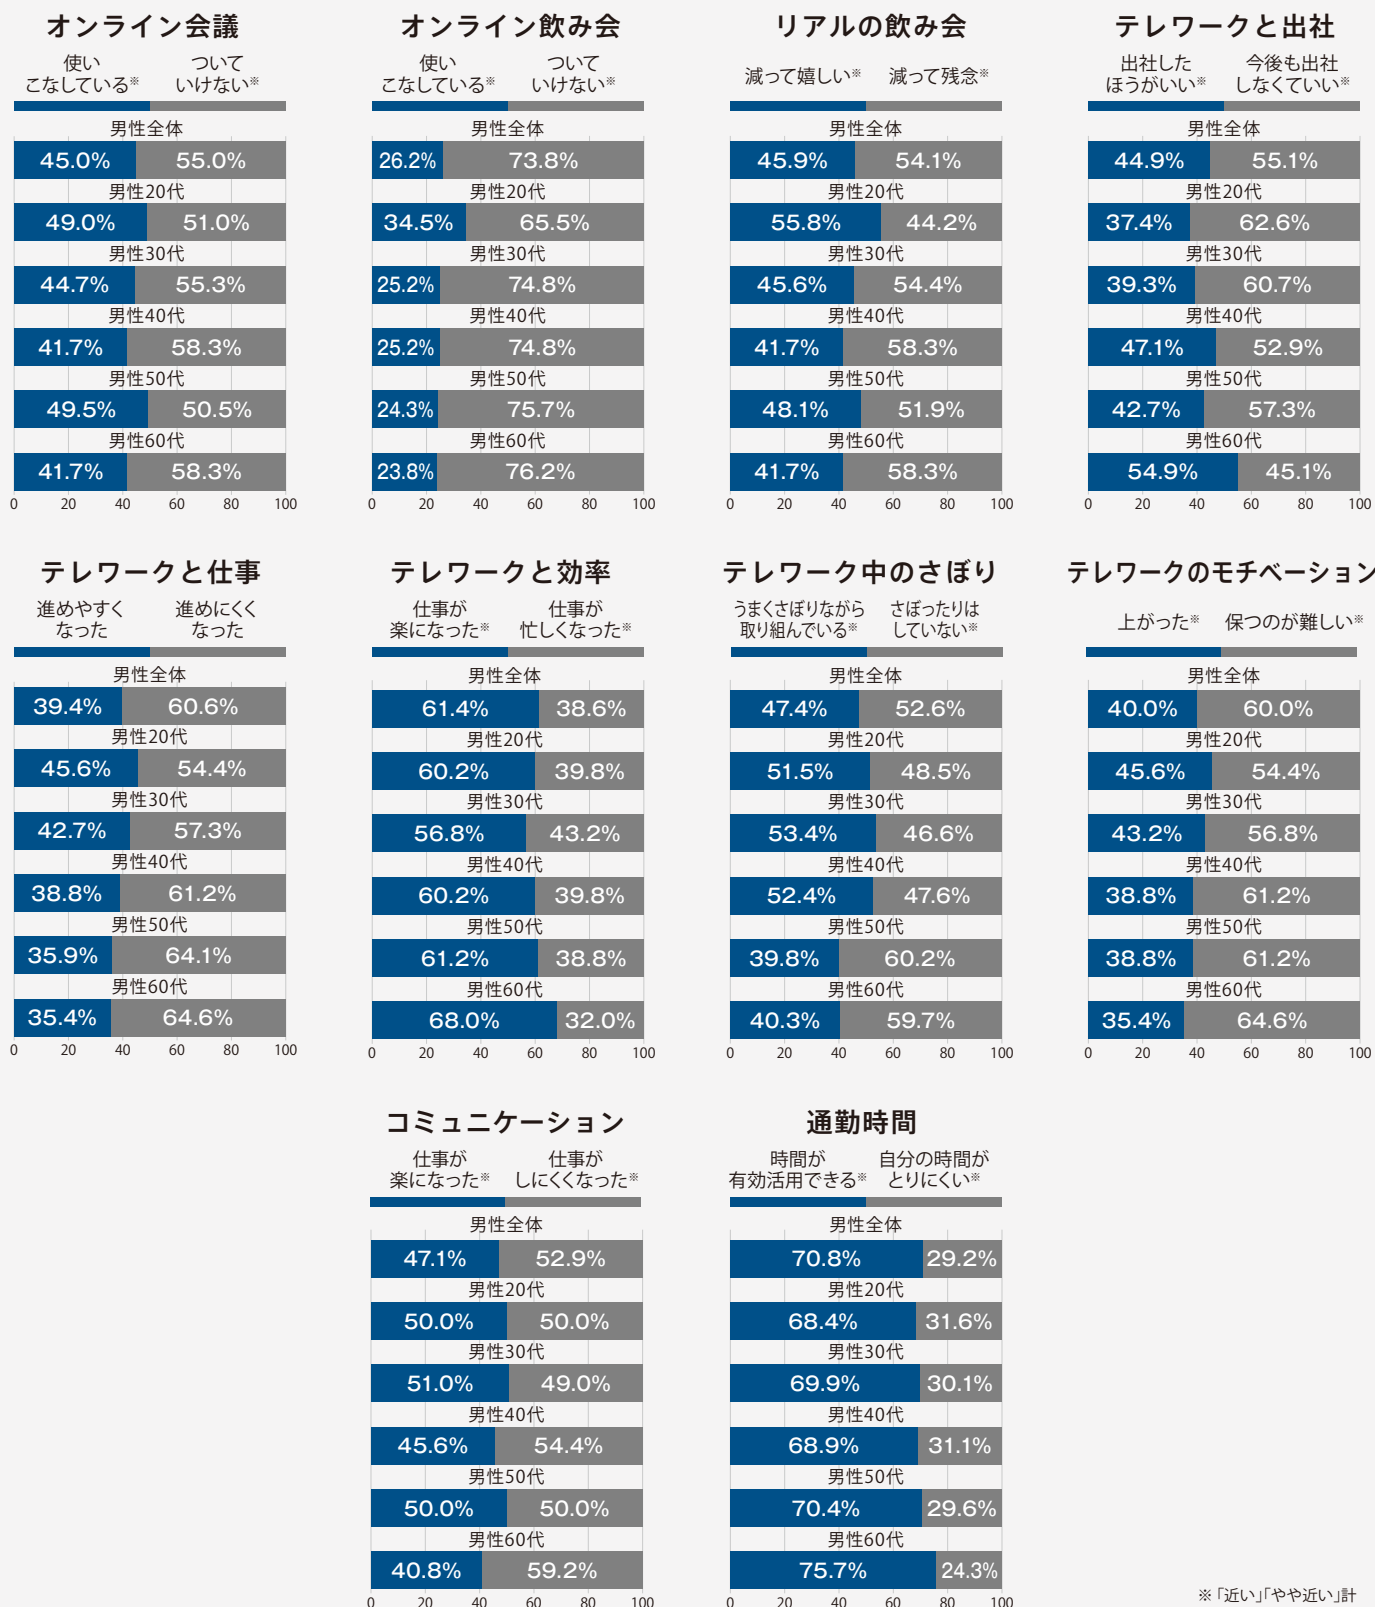 オンライン会議
使い
こなしている※
ついて
いけない※
男性全体
45.0% 55.0%
男性20代
49.0% 51.0%
男性30代
44.7% 55.3%
男性40代
41.7% 58.3%
男性50代
49.5% 50.5%
男性60代
41.7% 58.3%
0 20 40 60 80 100
オンライン飲み会
使い
こなしている※
ついて
いけない※
男性全体
26.2% 73.8%
男性20代
34.5% 65.5%
男性30代
25.2% 74.8%
男性40代
25.2% 74.8%
男性50代
24.3% 75.7%
男性60代
23.8% 76.2%
0 20 40 60 80 100
リアルの飲み会
減って嬉しい※ 減って残念※
男性全体
45.9% 54.1%
男性20代
55.8% 44.2%
男性30代
45.6% 54.4%
男性40代
41.7% 58.3%
男性50代
48.1% 51.9%
男性60代
41.7% 58.3%
0 20 40 60 80 100
テレワークと出社
出社した
ほうがいい※
今後も出社
しなくていい※
男性全体
44.9% 55.1%
男性20代
37.4% 62.6%
男性30代
39.3% 60.7%
男性40代
47.1% 52.9%
男性50代
42.7% 57.3%
男性60代
54.9% 45.1%
0 20 40 60 80 100
テレワークと仕事
進めやすく
なった
進めにくく
なった
男性全体
39.4% 60.6%
男性20代
45.6% 54.4%
男性30代
42.7% 57.3%
男性40代
38.8% 61.2%
男性50代
35.9% 64.1%
男性60代
35.4% 64.6%
0 20 40 60 80 100
テレワークと効率
仕事が
楽になった※
仕事が
忙しくなった※
男性全体
61.4% 38.6%
男性20代
60.2% 39.8%
男性30代
56.8% 43.2%
男性40代
60.2% 39.8%
男性50代
61.2% 38.8%
男性60代
68.0% 32.0%
0 20 40 60 80 100
テレワーク中のさぼり
うまくさぼりながら
取り組んでいる※
さぼったりは
していない※
男性全体
47.4% 52.6%
男性20代
51.5% 48.5%
男性30代
53.4% 46.6%
男性40代
52.4% 47.6%
男性50代
39.8% 60.2%
男性60代
40.3% 59.7%
0 20 40 60 80 100
テレワークのモチベーション
上がった※ 保つのが難しい※
男性全体
40.0% 60.0%
男性20代
45.6% 54.4%
男性30代
43.2% 56.8%
男性40代
38.8% 61.2%
男性50代
38.8% 61.2%
男性60代
35.4% 64.6%
0 20 40 60 80 100
コミュニケーション
仕事が
楽になった※
仕事が
しにくくなった※
男性全体
47.1% 52.9%
男性20代
50.0% 50.0%
男性30代
51.0% 49.0%
男性40代
45.6% 54.4%
男性50代
50.0% 50.0%
男性60代
40.8% 59.2%
0 20 40 60 80 100
通勤時間
時間が
有効活用できる※
自分の時間が
とりにくい※
男性全体
70.8% 29.2%
男性20代
68.4% 31.6%
男性30代
69.9% 30.1%
男性40代
68.9% 31.1%
男性50代
70.4% 29.6%
男性60代
75.7% 24.3%
0 20 40 60 80 100
※「近い」「やや近い」計